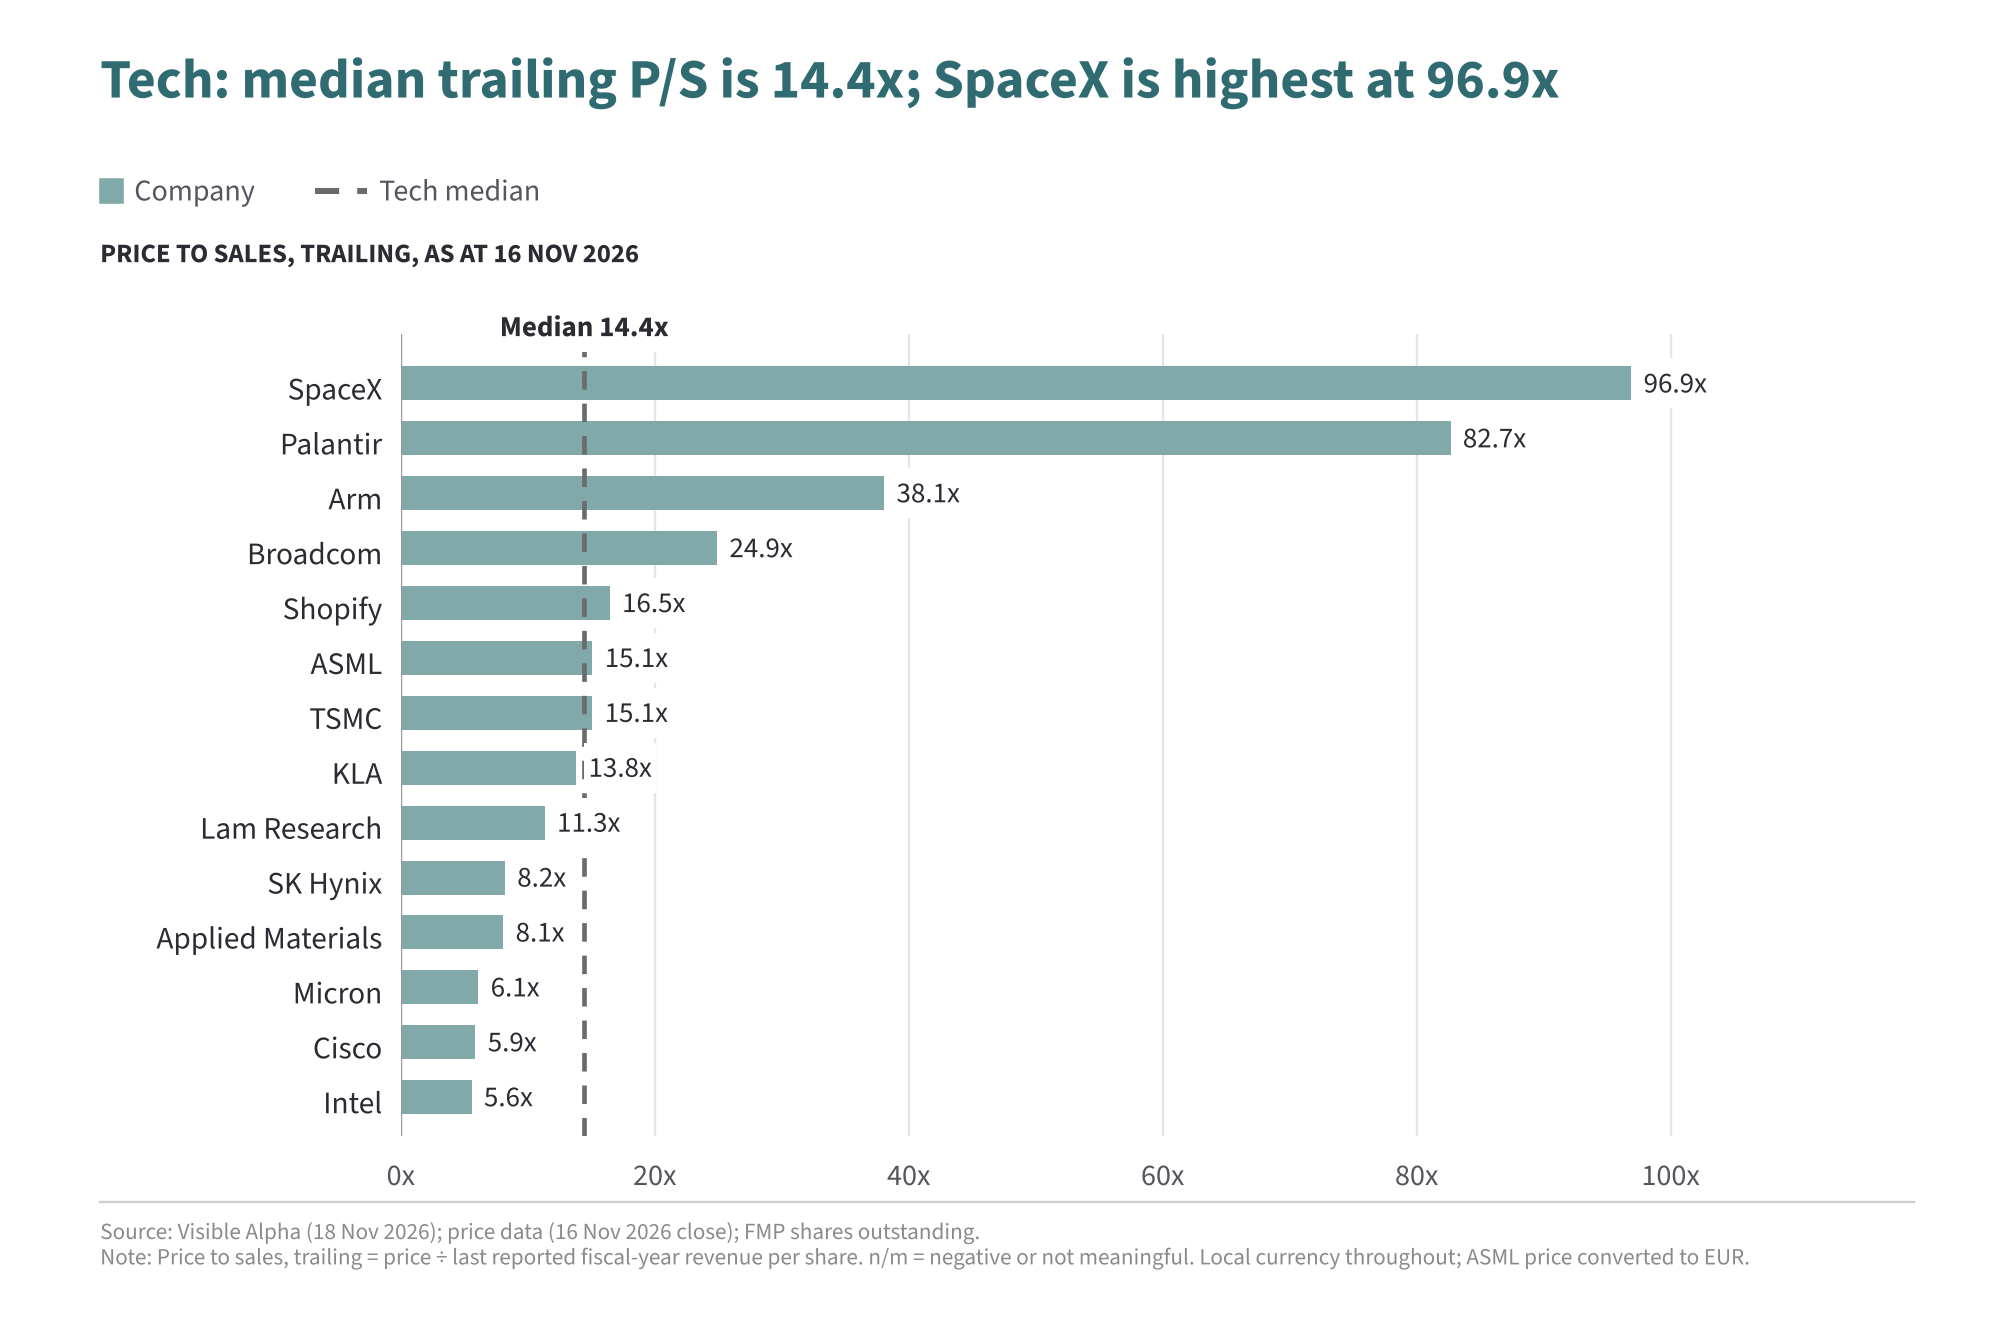 Tech: median trailing P/S is 14.4x; SpaceX is highest at 96.9x
Company
Tech median
PRICE TO SALES, TRAILING, AS AT 16 NOV 2026
Median 14.4x
SpaceX 96.9x
Palantir 82.7x
Arm 38.1x
Broadcom 24.9x
Shopify 16.5x
ASML 15.1x
TSMC 15.1x
KLA 13.8x
Lam Research 11.3x
SK Hynix 8.2x
Applied Materials 8.1x
Micron 6.1x
Cisco 5.9x
Intel 5.6x
0x 20x 40x 60x 80x 100x
Source: Visible Alpha (18 Nov 2026); price data (16 Nov 2026 close); FMP shares outstanding.
Note: Price to sales, trailing = price ÷ last reported fiscal-year revenue per share. n/m = negative or not meaningful. Local currency throughout; ASML price converted to EUR.